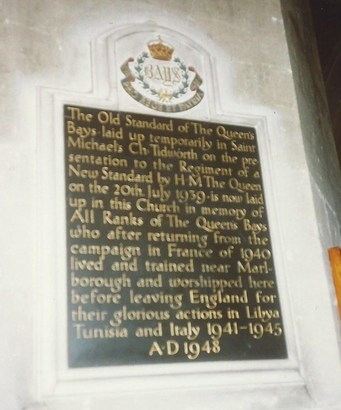 BAYS
The Old Standard of The Queen's
Bays laid up temporarily in Saint
Michaels Ch·Tidworth on the pre
sentation to the Regiment of a
New Standard by H M The Queen
on the 20th July 1939·is now laid
up in this Church in memory of
All Ranks of The Queens Bays
who after returning from the
campaign in France of 1940
lived and trained near Marl-
borough and worshipped here
before leaving England for
their glorious actions in Libya
Tunisia and Italy 1941-1945
A·D 1948